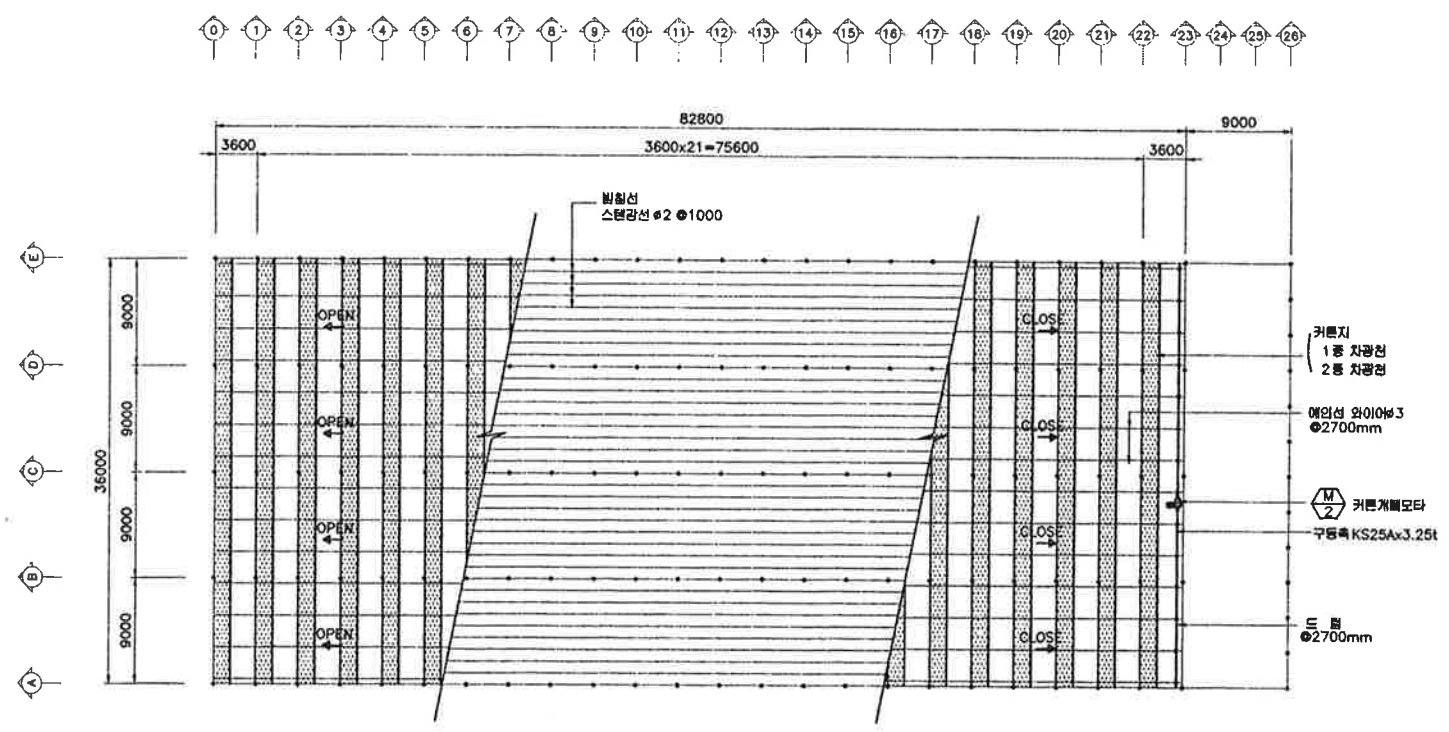 0 1 2 3 4 5 6 7 8 9 10 11 12 13 14 15 16 17 18 19 20 21 22 23 24 25 26
82800 9000
3600 3600x21=75600 3600
받침선
스텐강선 ø2 @1000
E
D
C
B
A
36000
9000
9000
9000
9000
OPEN
OPEN
OPEN
OPEN
CLOSE
CLOSE
CLOSE
CLOSE
커튼지
1중 차광천
2중 차광천
예인선 와이어ø3
@2700mm
M
2
커튼개폐모타
구동축 KS25Ax3.25t
드 럼
@2700mm